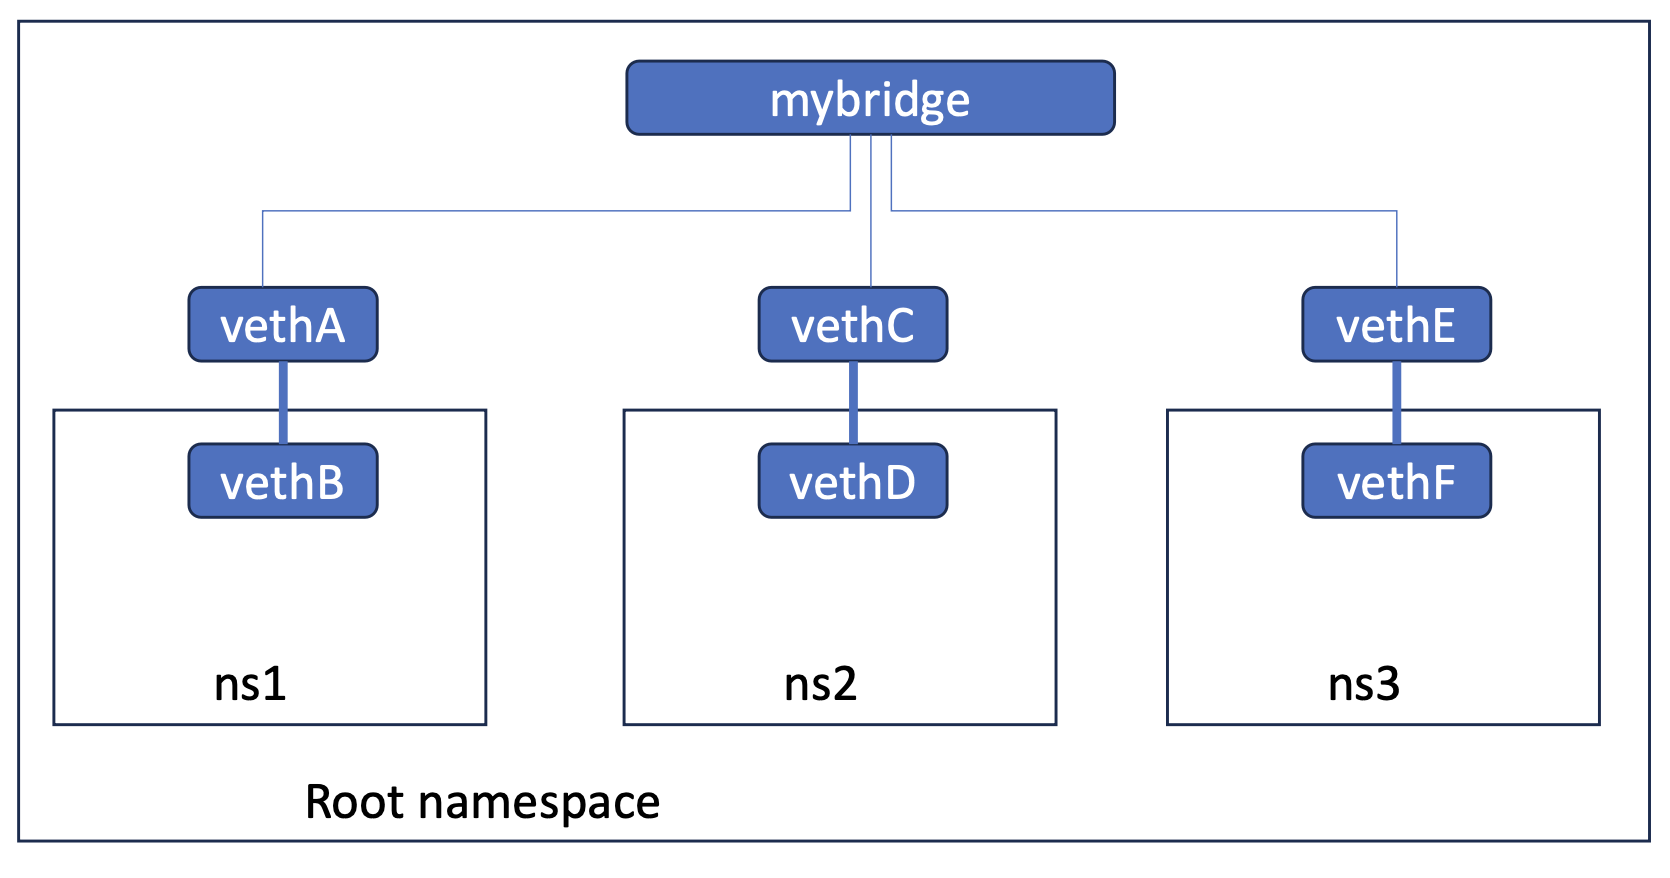 mybridge
vethA
vethC
vethE
vethB
vethD
vethF
ns1
ns2
ns3
Root namespace